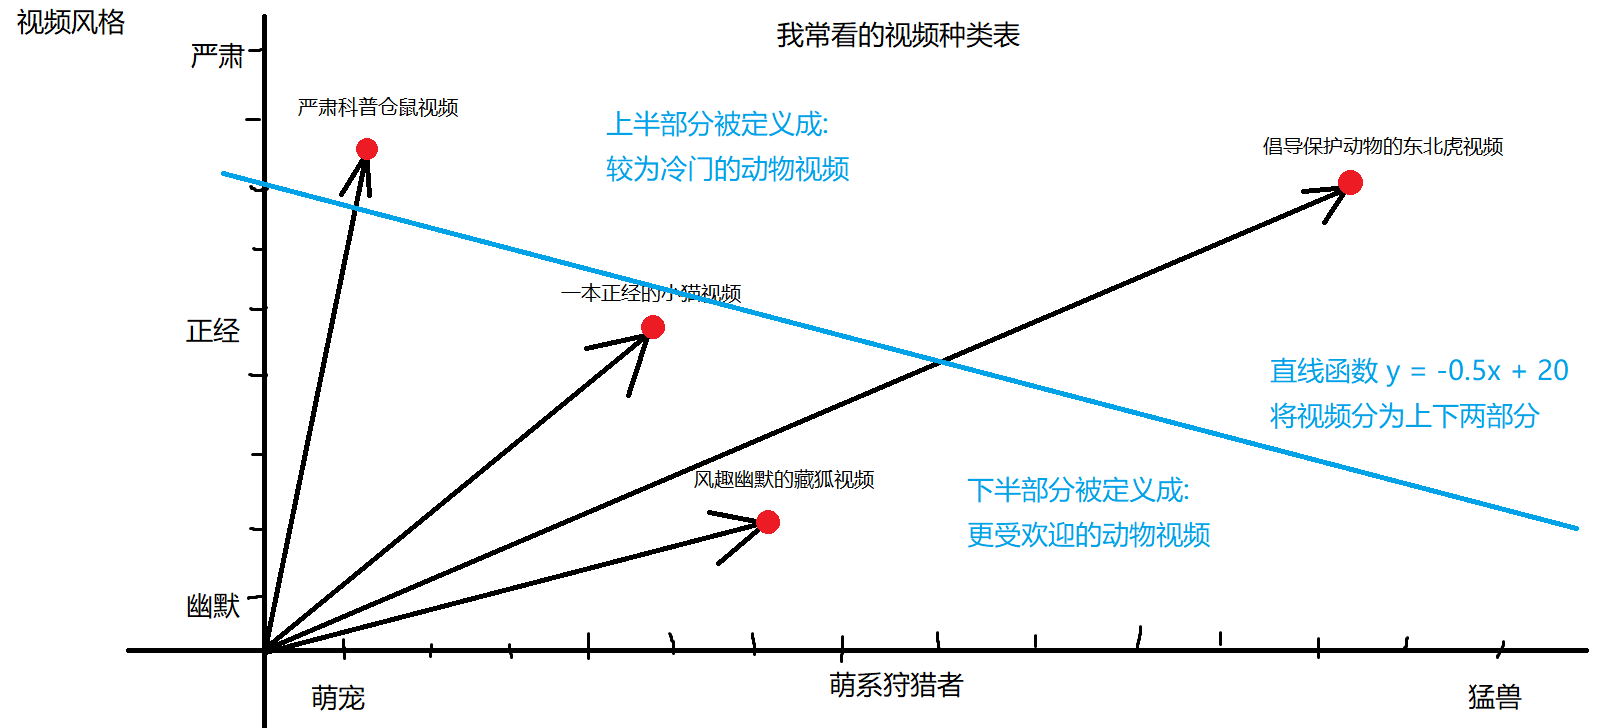 视频风格
我常看的视频种类表
严肃
严肃科普仓鼠视频
上半部分被定义成:
较为冷门的动物视频
倡导保护动物的东北虎视频
一本正经的小猫视频
正经
直线函数 y = -0.5x + 20
将视频分为上下两部分
风趣幽默的藏狐视频
下半部分被定义成:
更受欢迎的动物视频
幽默
萌宠
萌系狩猎者
猛兽